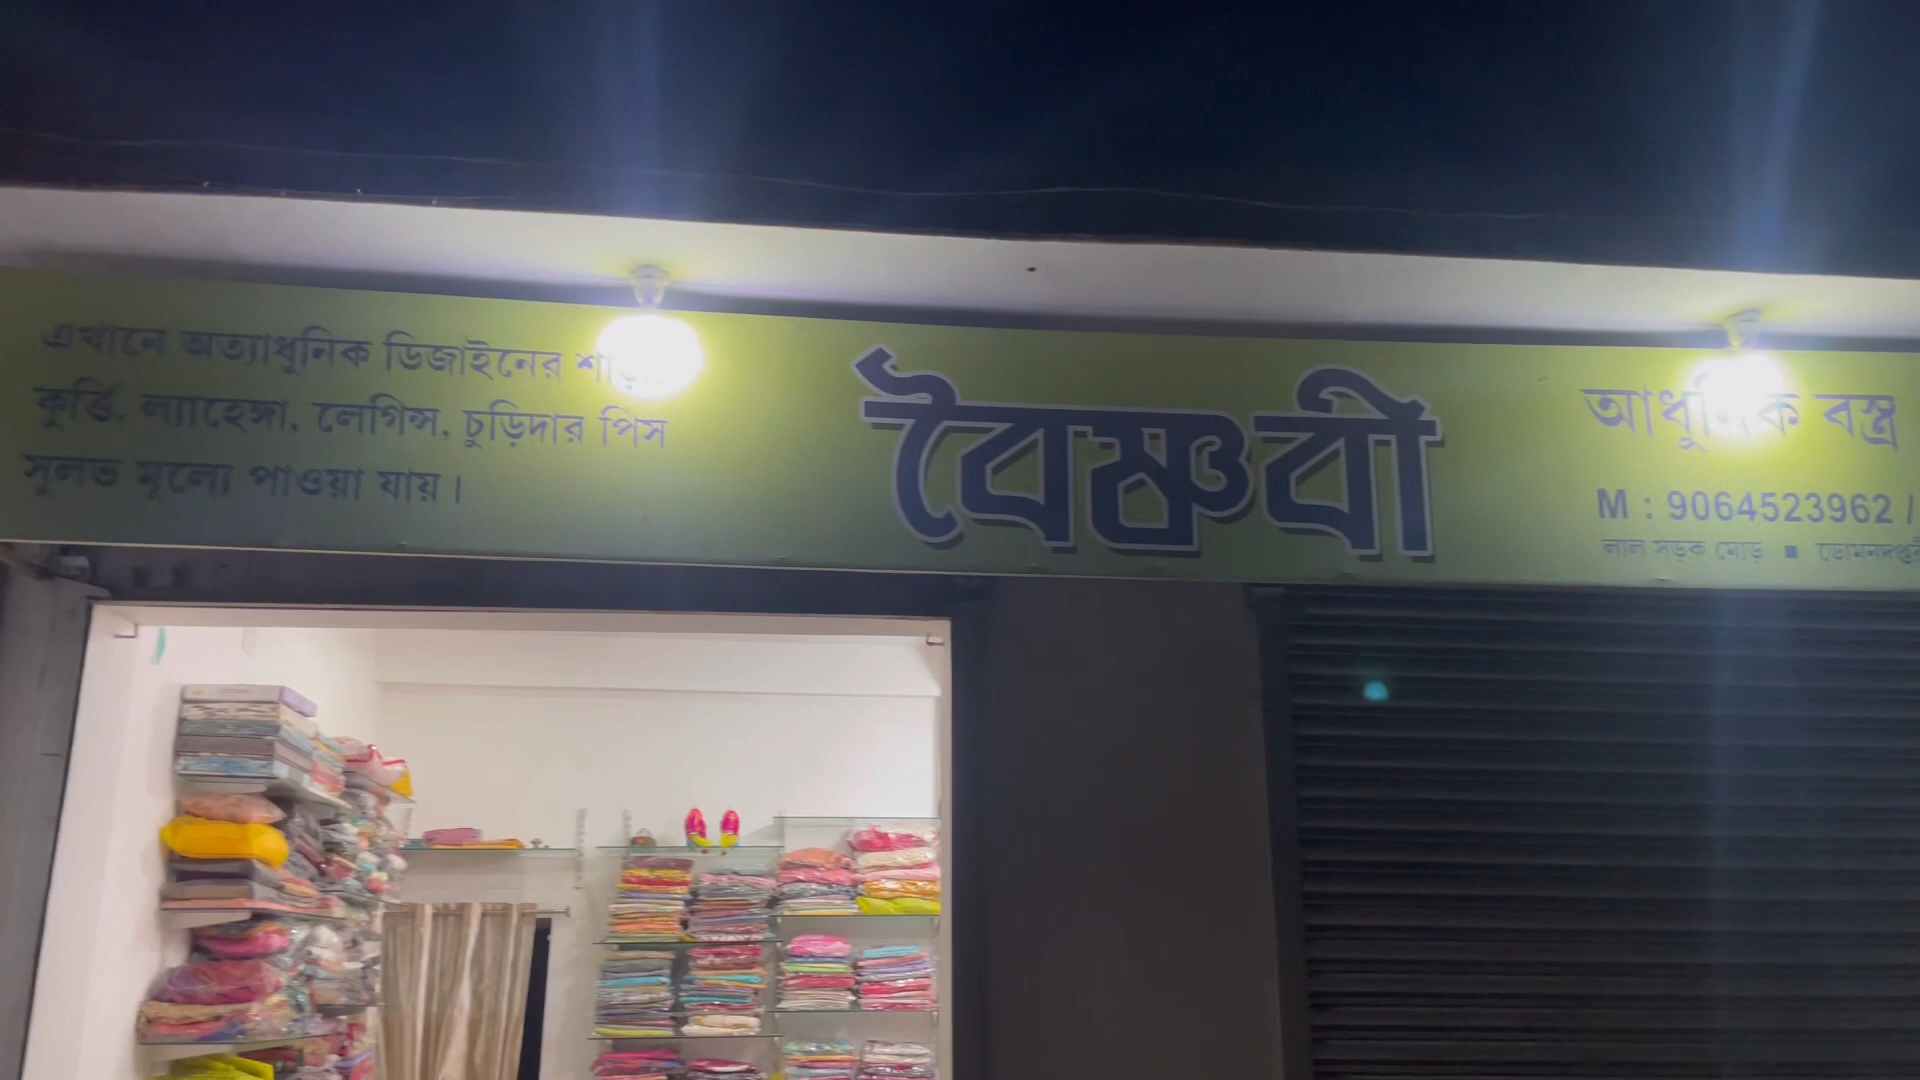 এখানে অত্যাধুনিক ডিজাইনের
কুর্ত্তি, ল্যাহেঙ্গা, লেগিন্স, চুড়িদার পিস
সুলভ মূল্যে পাওয়া যায়।
বৈষ্ণবী
আধুনিক বস্ত্র
M : 9064523962 /
লাল সড়ক মোড় ■